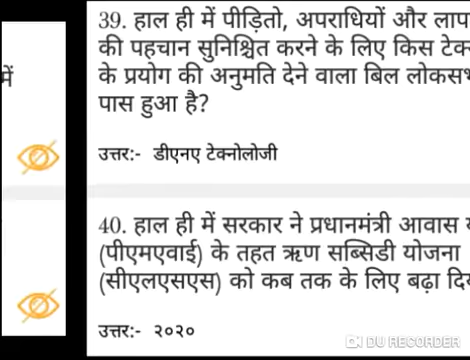 39. हाल ही में पीड़ितो, अपराधियों और
की पहचान सुनिश्चित करने के लिए किस
में
के प्रयोग की अनुमति देने वाला बिल
पास हुआ है?
उत्तर:- डीएनए टेक्नोलोजी
40. हाल ही में सरकार ने प्रधानमंत्री आवास
(पीएमएवाई) के तहत ऋण सब्सिडी योजना
(सीएलएसएस) को कब तक के लिए बढ़ा
उत्तर:- २०२०
DU RECORDER